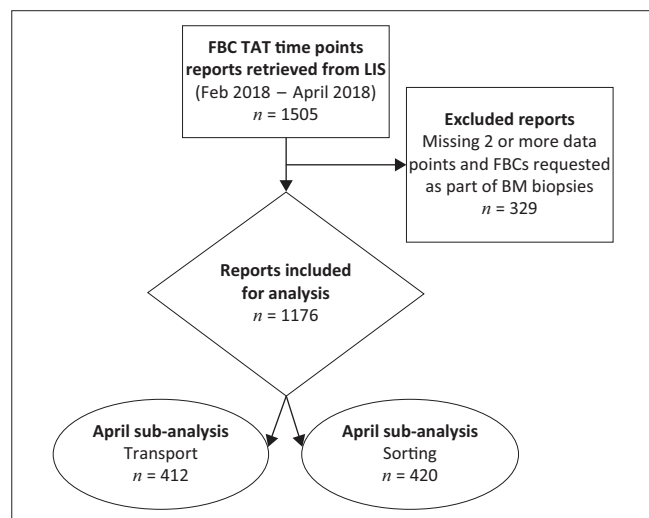 FBC TAT time points
reports retrieved from LIS
(Feb 2018 – April 2018)
n = 1505
Excluded reports
Missing 2 or more data
points and FBCs requested
as part of BM biopsies
n = 329
Reports included
for analysis
n = 1176
April sub-analysis
Transport
n = 412
April sub-analysis
Sorting
n = 420